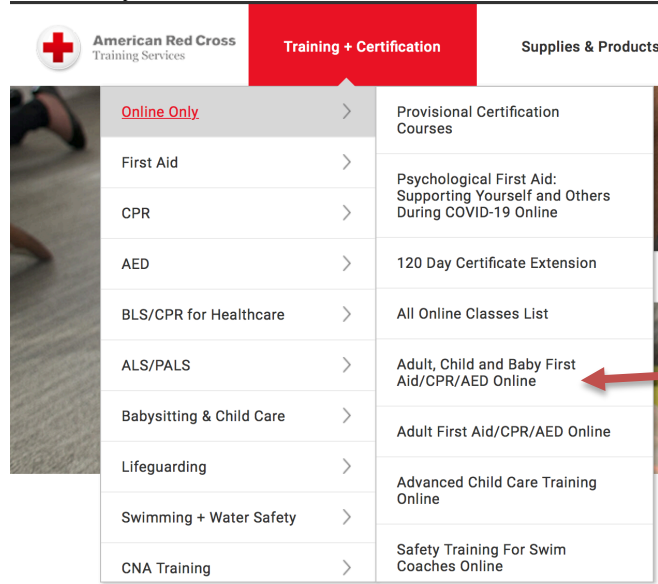 American Red Cross
Training Services
Training + Certification
Supplies & Products
Online Only
First Aid
CPR
AED
BLS/CPR for Healthcare
ALS/PALS
Babysitting & Child Care
Lifeguarding
Swimming + Water Safety
CNA Training
Provisional Certification
Courses
Psychological First Aid:
Supporting Yourself and Others
During COVID-19 Online
120 Day Certificate Extension
All Online Classes List
Adult, Child and Baby First
Aid/CPR/AED Online
Adult First Aid/CPR/AED Online
Advanced Child Care Training
Online
Safety Training For Swim
Coaches Online